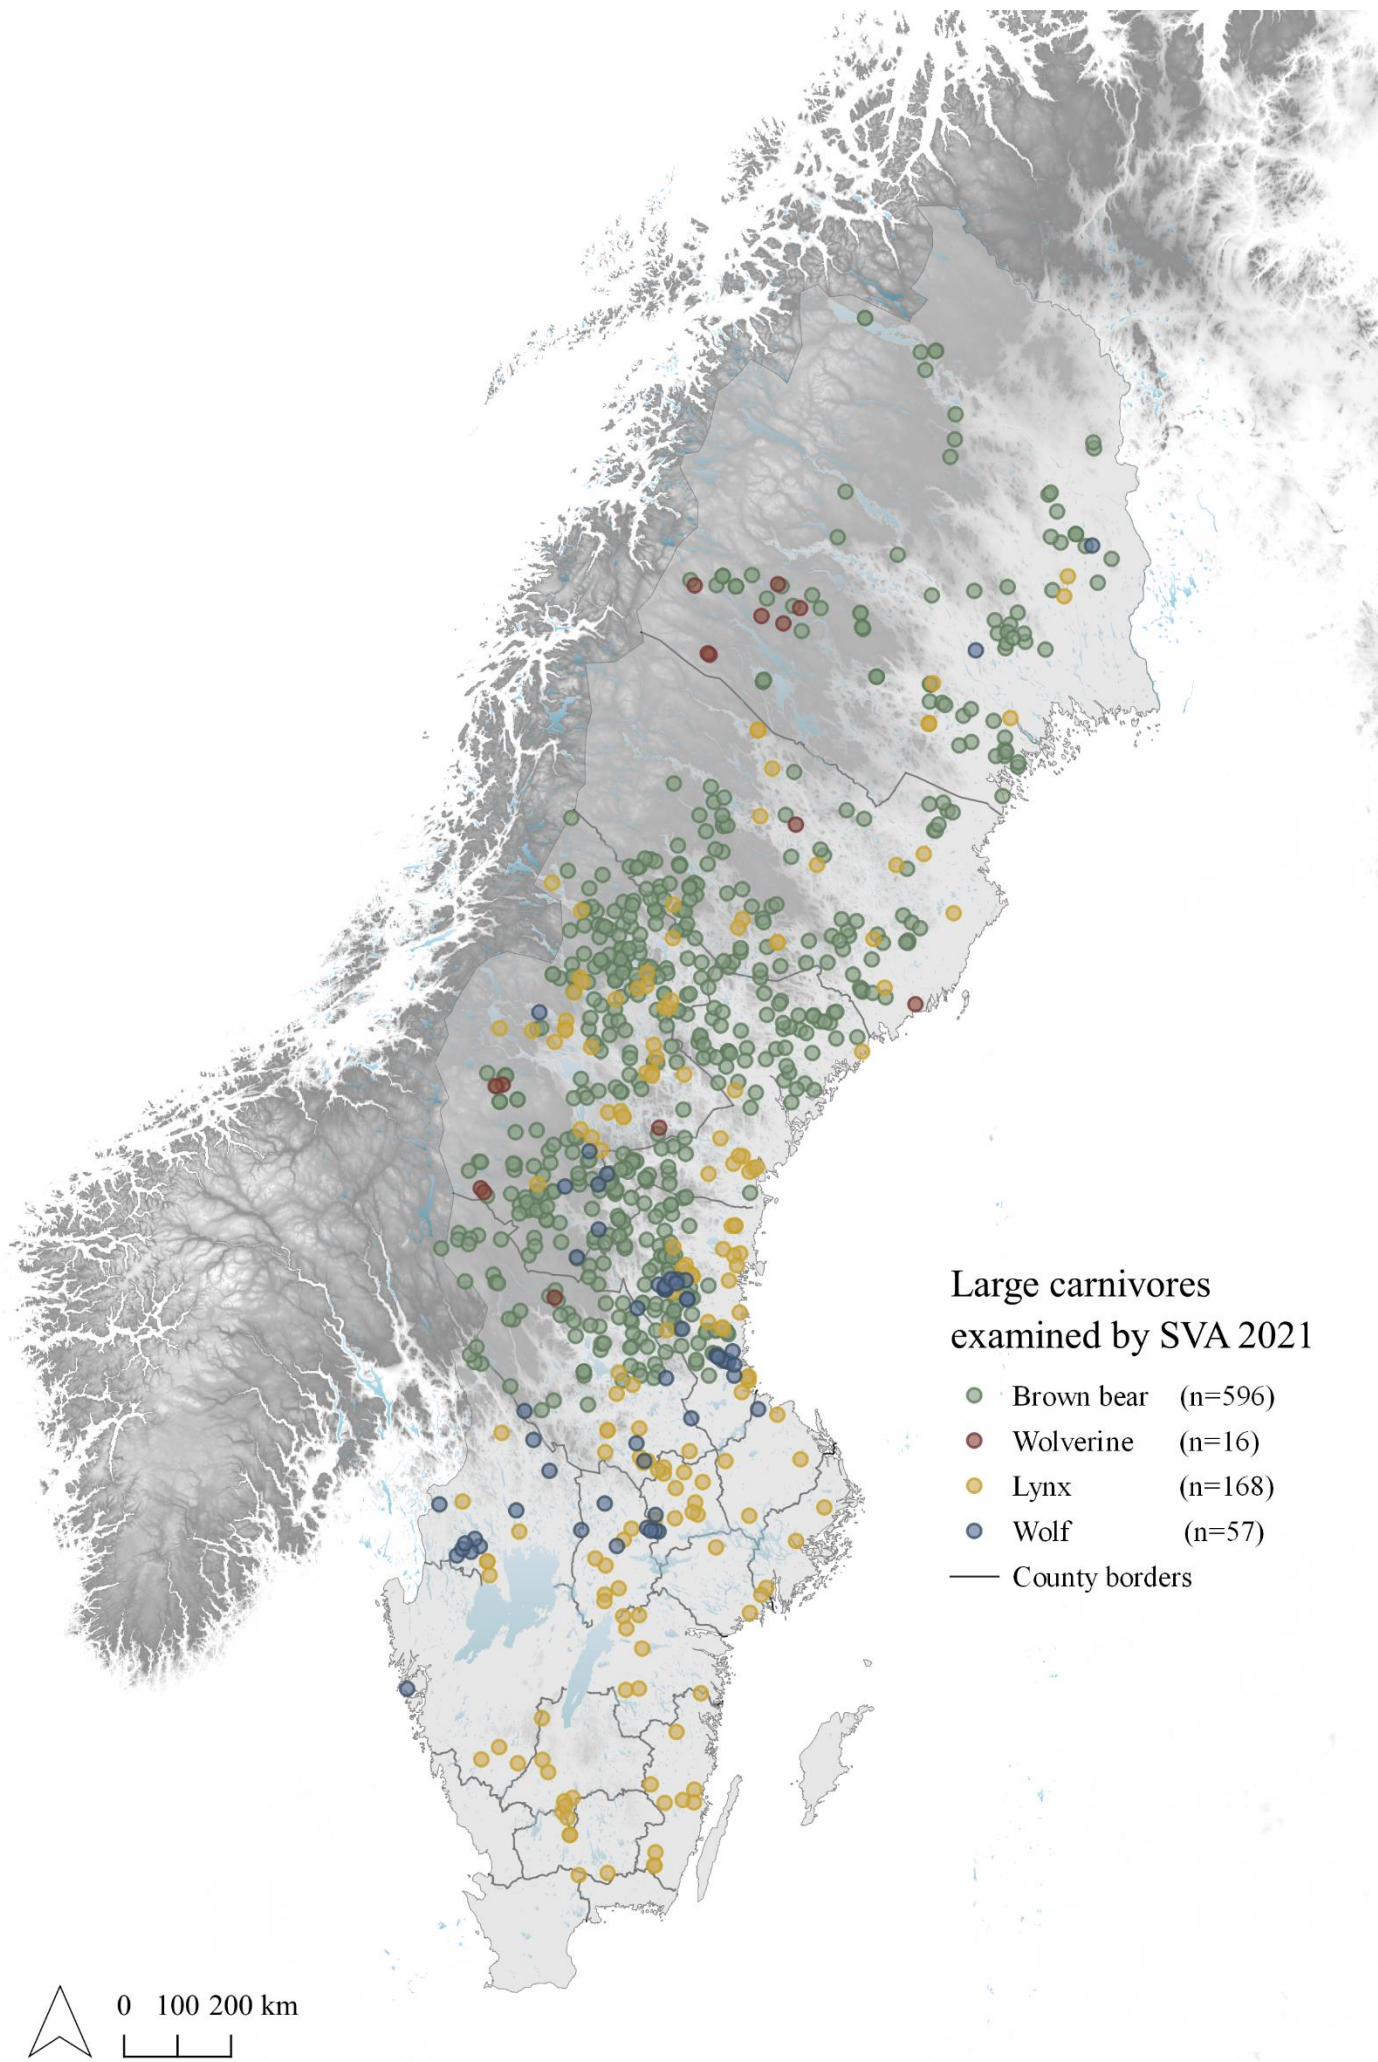 Large carnivores
examined by SVA 2021
Brown bear (n=596)
Wolverine (n=16)
Lynx (n=168)
Wolf (n=57)
County borders
0 100 200 km